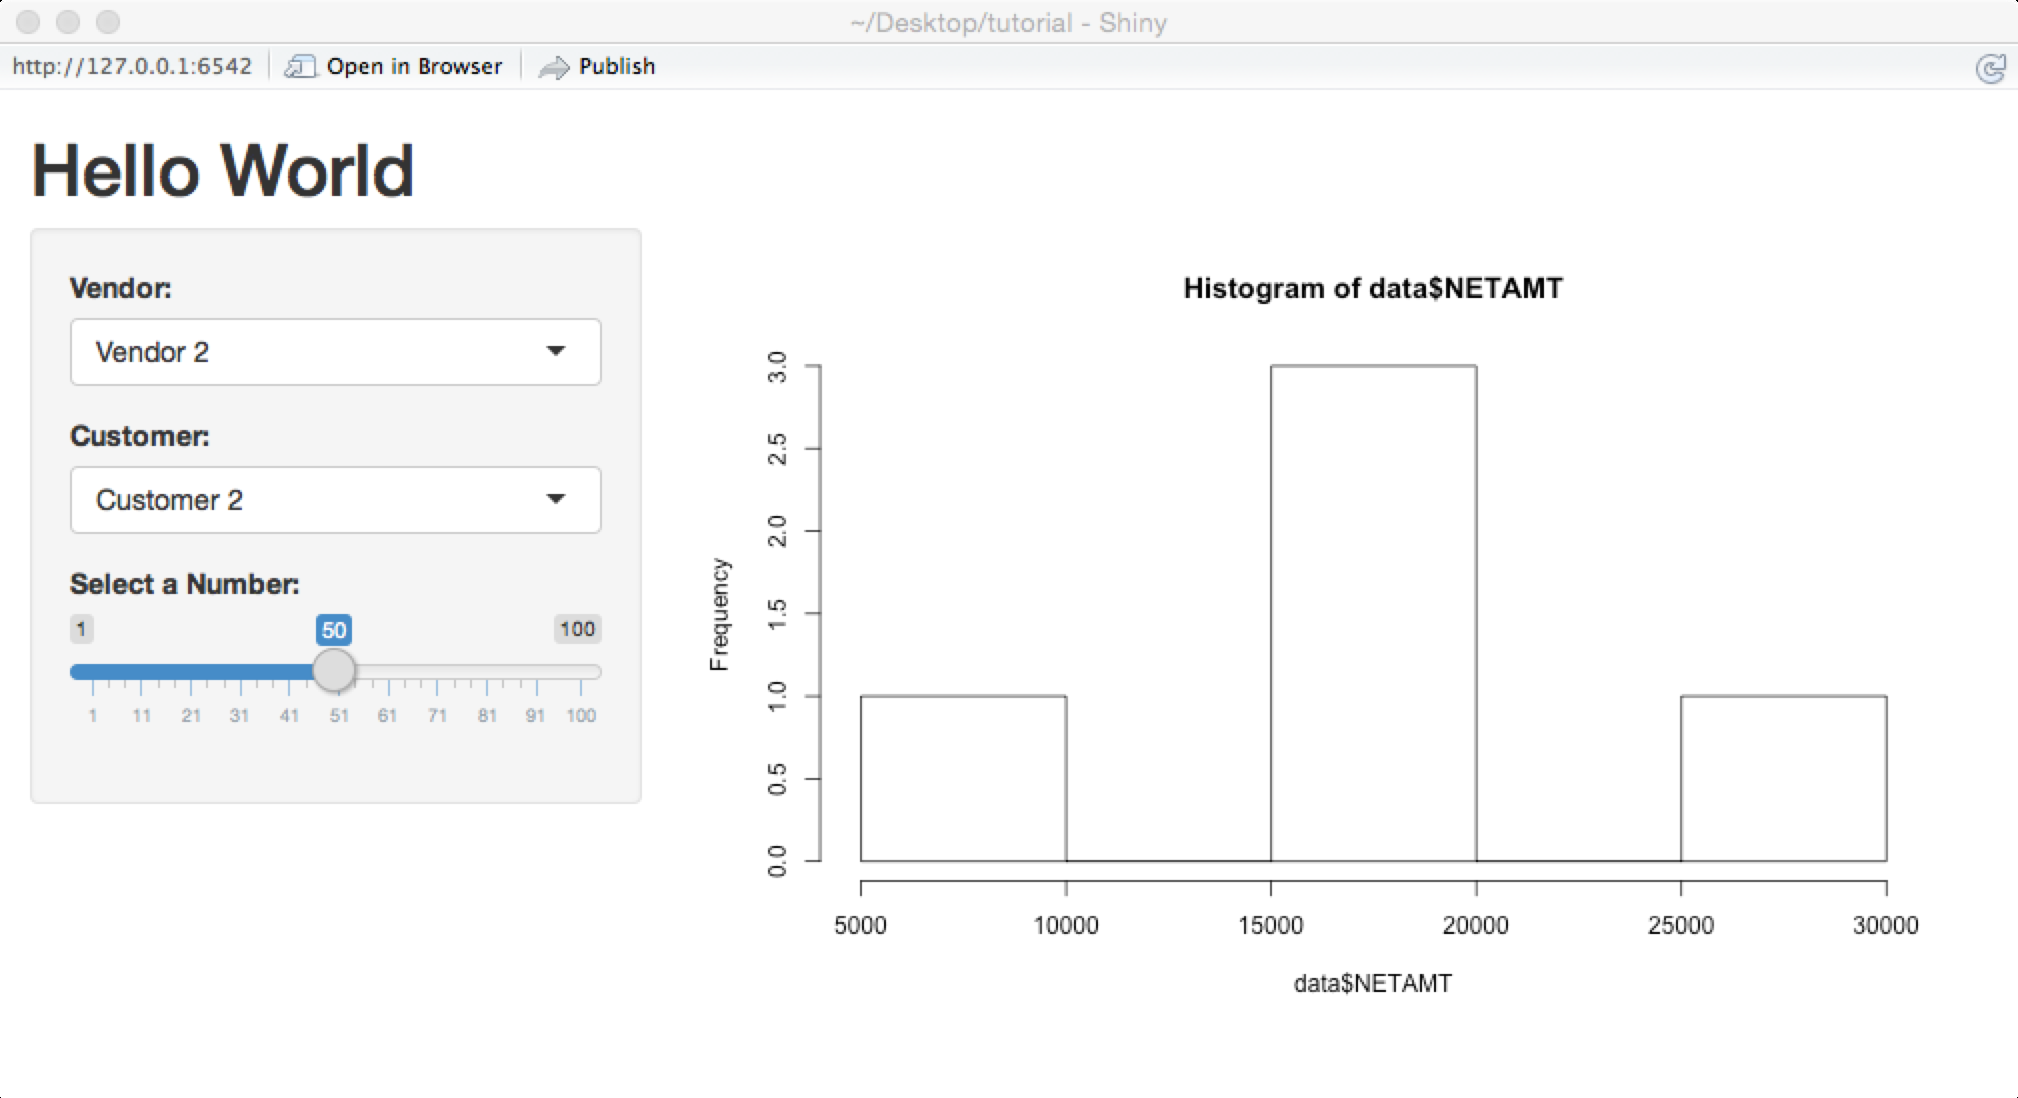 ~/Desktop/tutorial - Shiny
http://127.0.0.1:6542 Open in Browser Publish
Hello World
Vendor:
Vendor 2
Customer:
Customer 2
Select a Number:
1 50 100
1 11 21 31 41 51 61 71 81 91 100
Histogram of data$NETAMT
Frequency
3.0
2.5
2.0
1.5
1.0
0.5
0.0
5000 10000 15000 20000 25000 30000
data$NETAMT